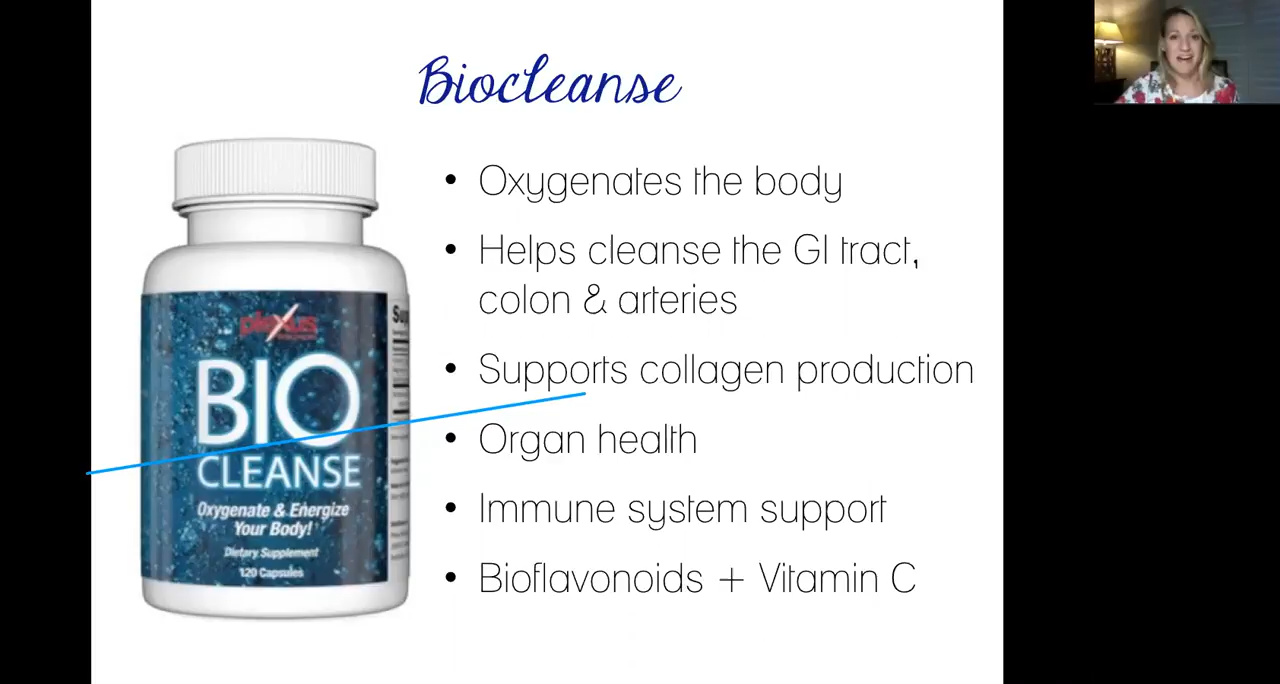 Biocleanse
• Oxygenates the body
• Helps cleanse the GI tract,
colon & arteries
• Supports collagen production
• Organ health
• Immune system support
• Bioflavonoids + Vitamin C
plexus
BIO
CLEANSE
Oxygenate & Energize
Your Body!
Dietary Supplement
120 Capsules